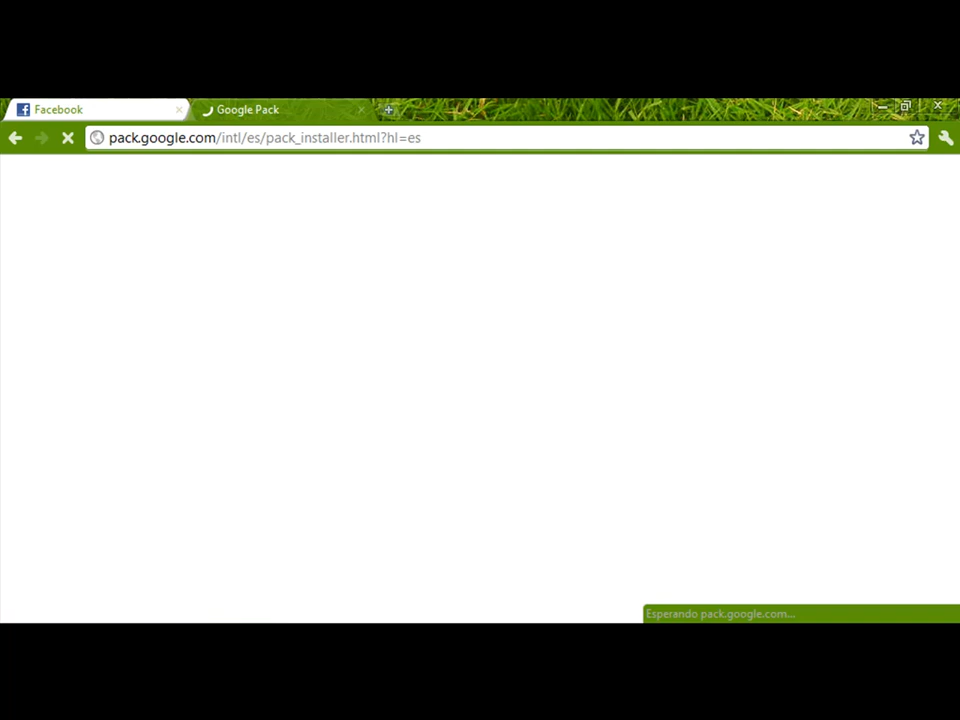 Facebook
Google Pack
pack.google.com/intl/es/pack_installer.html?hl=es
Esperando pack.google.com...